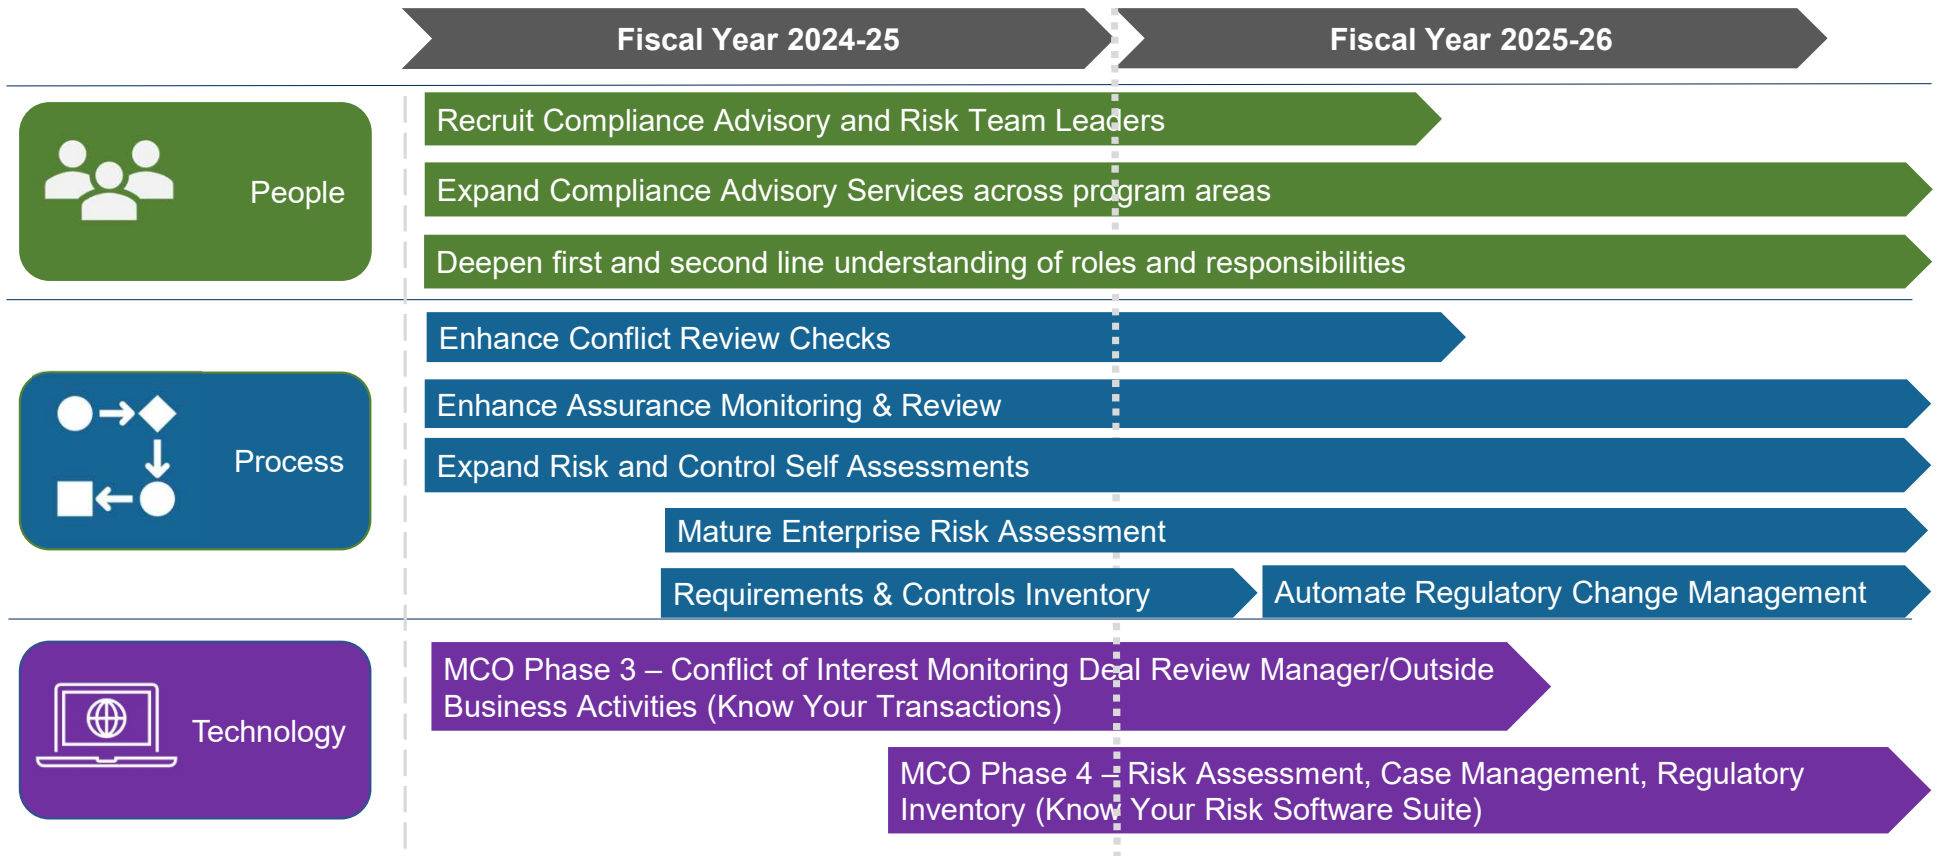 Fiscal Year 2024-25
Fiscal Year 2025-26
People
Recruit Compliance Advisory and Risk Team Leaders
Expand Compliance Advisory Services across program areas
Deepen first and second line understanding of roles and responsibilities
Process
Enhance Conflict Review Checks
Enhance Assurance Monitoring & Review
Expand Risk and Control Self Assessments
Mature Enterprise Risk Assessment
Requirements & Controls Inventory
Automate Regulatory Change Management
Technology
MCO Phase 3 – Conflict of Interest Monitoring Deal Review Manager/Outside
Business Activities (Know Your Transactions)
MCO Phase 4 – Risk Assessment, Case Management, Regulatory
Inventory (Know Your Risk Software Suite)